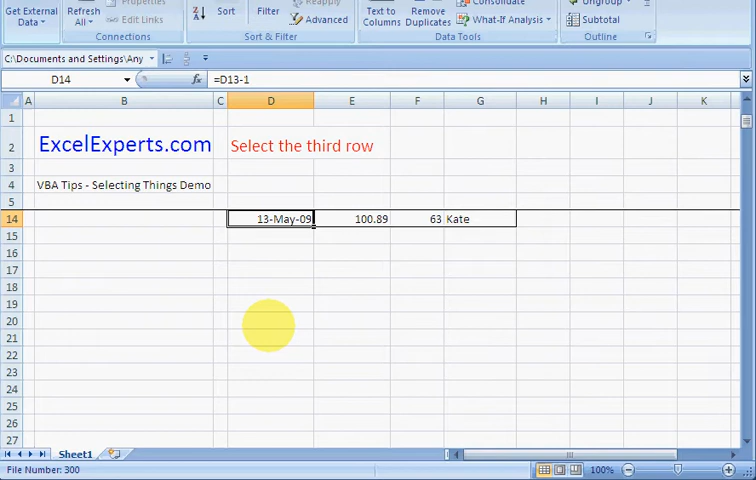 Get External Data
Refresh All
Properties
Edit Links
Connections
Sort
Filter
Reapply
Advanced
Sort & Filter
Text to Columns
Remove Duplicates
Consolidate
What-If Analysis
Data Tools
Ungroup
Subtotal
Outline
C:\Documents and Settings\Any
D14
fx
=D13-1
A B C D E F G H I J K
1
2 ExcelExperts.com Select the third row
3
4 VBA Tips - Selecting Things Demo
5
14 13-May-09 100.89 63 Kate
15
16
17
18
19
20
21
22
23
24
25
26
27
Sheet1
File Number: 300
100%